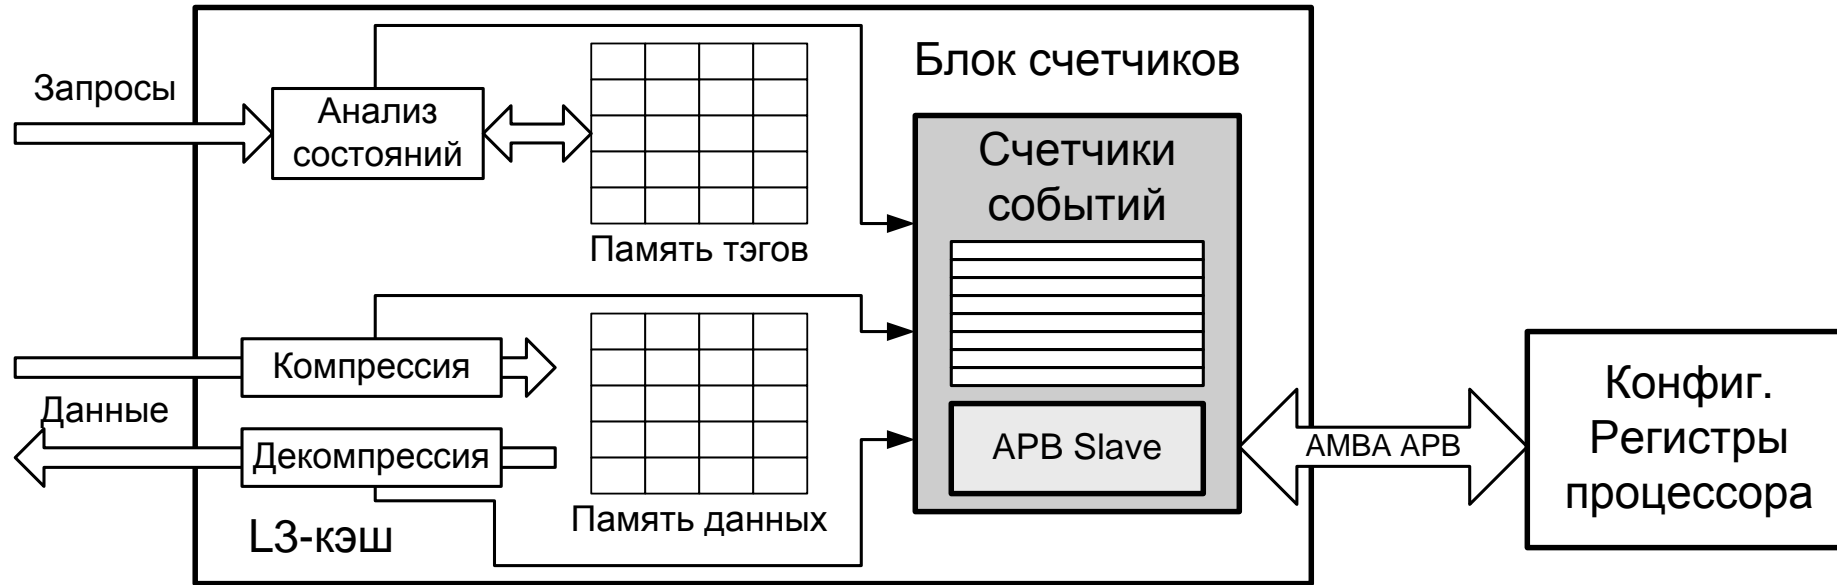 Запросы
Анализ
состояний
Память тэгов
Блок счетчиков
Счетчики
событий
Компрессия
Данные
Декомпрессия
Память данных
L3-кэш
APB Slave
AMBA APB
Конфиг.
Регистры
процессора